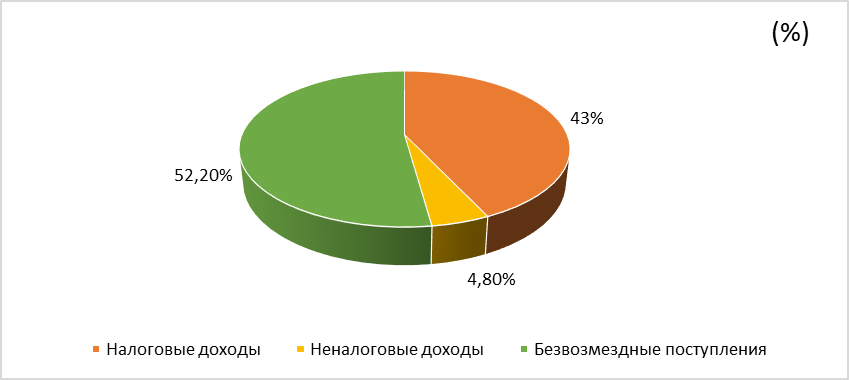 (%)
43%
52,20%
4,80%
Налоговые доходы
Неналоговые доходы
Безвозмездные поступления